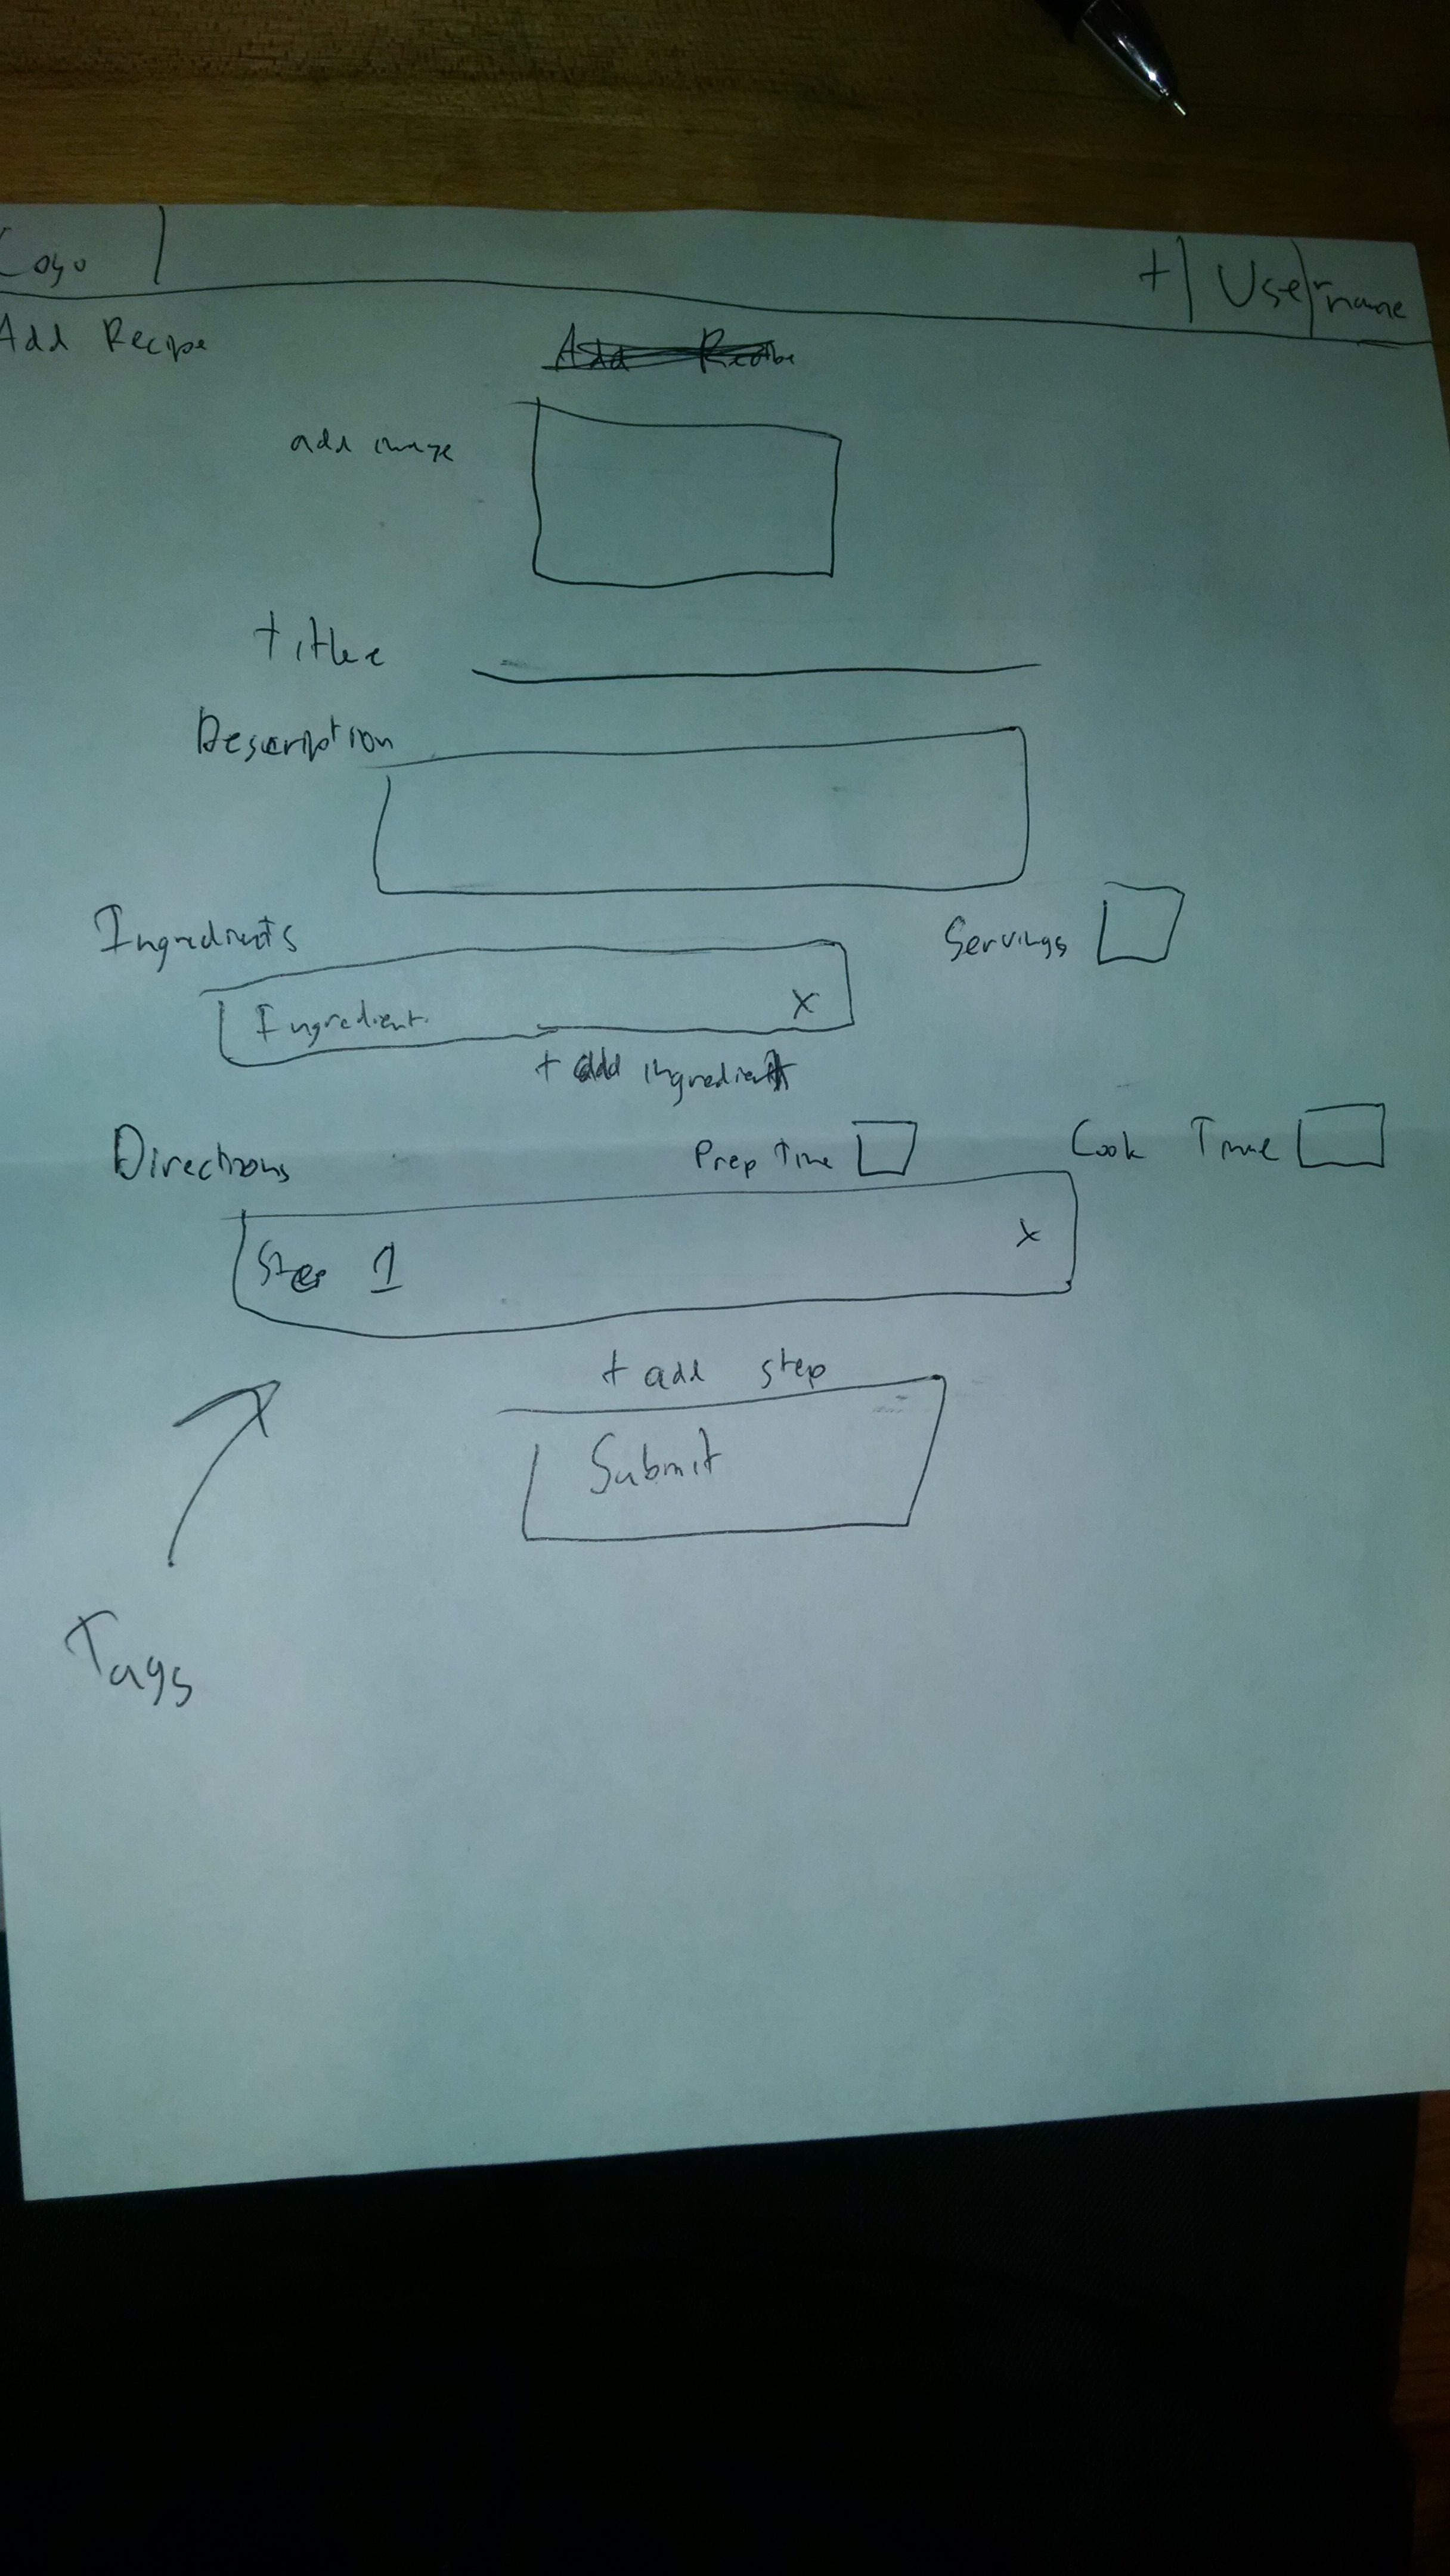 Logo + Username
Add Recipe Add Recipe
add image
title
Description
Ingredients Servings
Ingredient X
+ add ingredient
Directions Prep Time Cook Time
Step 1 X
+ add step
Submit
Tags